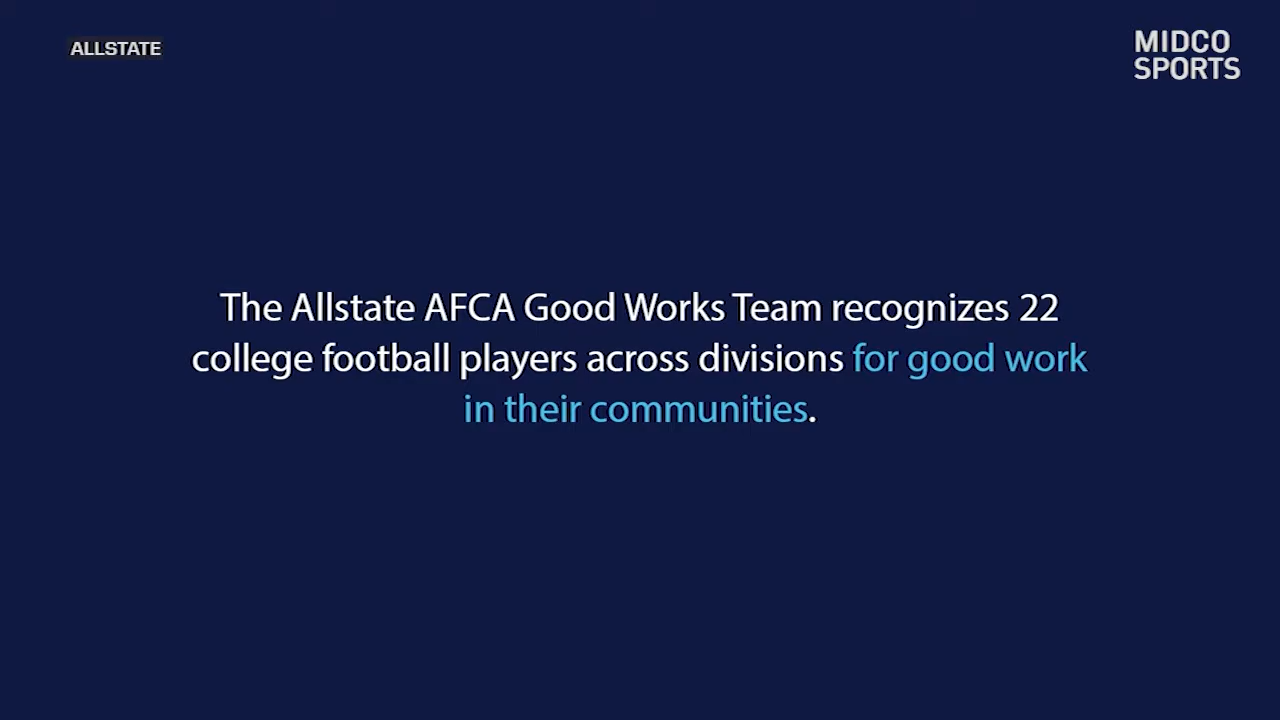 ALLSTATE
MIDCO
SPORTS
The Allstate AFCA Good Works Team recognizes 22
college football players across divisions for good work
in their communities.